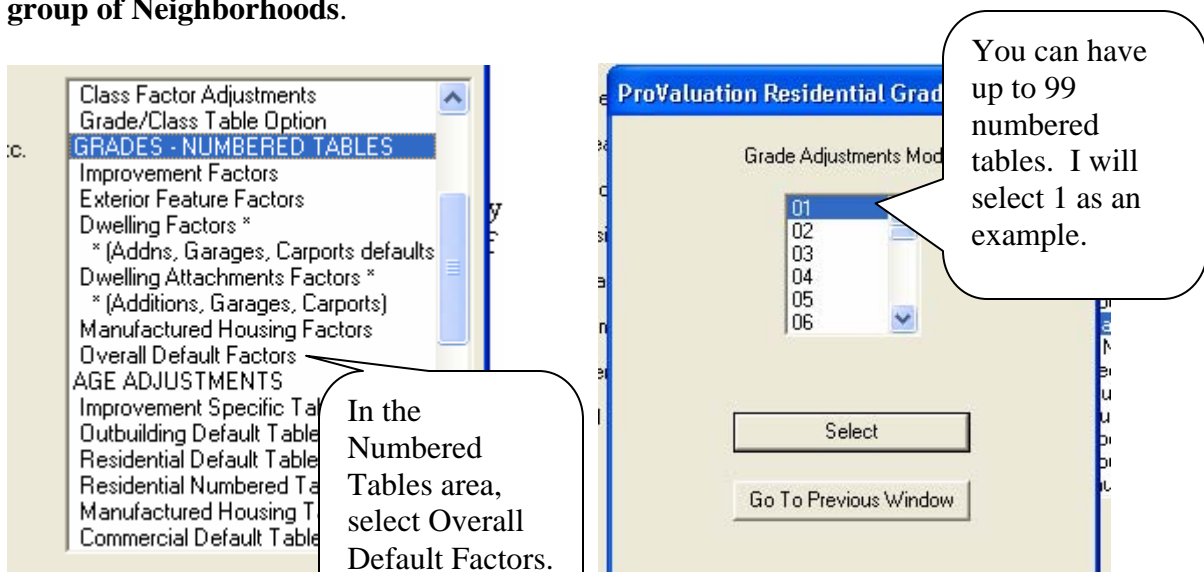 group of Neighborhoods.
tc.
Class Factor Adjustments
Grade/Class Table Option
GRADES - NUMBERED TABLES
Improvement Factors
Exterior Feature Factors
Dwelling Factors *
* (Addns, Garages, Carports defaults
Dwelling Attachments Factors *
* (Additions, Garages, Carports)
Manufactured Housing Factors
Overall Default Factors
AGE ADJUSTMENTS
Improvement Specific Ta
Outbuilding Default Table
Residential Default Table
Residential Numbered Ta
Manufactured Housing T
Commercial Default Table
In the
Numbered
Tables area,
select Overall
Default Factors.
ProValuation Residential Grad
Grade Adjustments Mod
01
02
03
04
05
06
Select
Go To Previous Window
You can have
up to 99
numbered
tables. I will
select 1 as an
example.